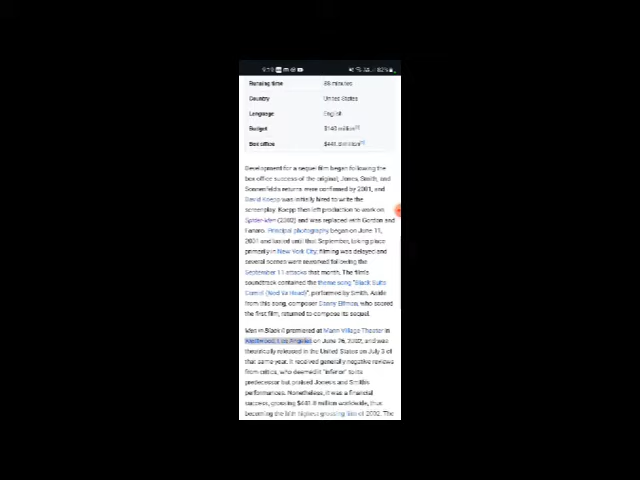 Running time 88 minutes
Country United States
Language English
Budget $140 million
Box office $441.8 million
Development for a sequel film began following the
box office success of the original, Jones, Smith, and
Sonnenfeld's returns were confirmed by 2001, and
David Koepp was initially hired to write the
screenplay. Koepp then left production to work on
Spider-Man (2002) and was replaced with Gordon and
Fanaro. Principal photography began on June 11,
2001 and lasted until that September, taking place
primarily in New York City; filming was delayed and
several scenes were reworked following the
September 11 attacks that month. The film's
soundtrack contained the theme song "Black Suits
Comin' (Nod Ya Head)", performed by Smith. Aside
from this song, composer Danny Elfman, who scored
the first film, returned to compose its sequel.
Men in Black II premiered at Mann Village Theater in
Westwood, Los Angeles on June 26, 2002, and was
theatrically released in the United States on July 3 of
that same year. It received generally negative reviews
from critics, who deemed it "inferior" to its
predecessor but praised Jones's and Smith's
performances. Nonetheless, it was a financial
success, grossing $441.8 million worldwide, thus
becoming the highest-grossing film of 2002. The